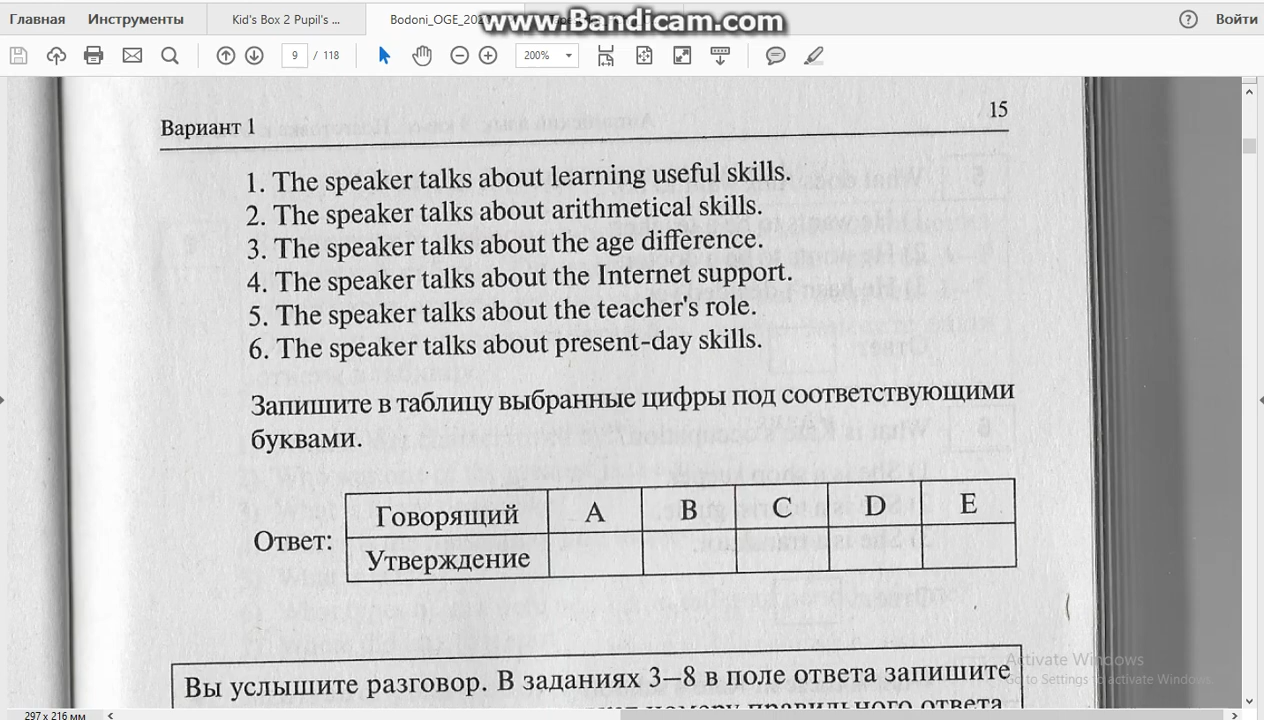 www.Bandicam.com
Главная Инструменты Kid's Box 2 Pupil's ... Bodoni_OGE_202 Войти
9 / 118 200%
Вариант 1 15
1. The speaker talks about learning useful skills.
2. The speaker talks about arithmetical skills.
3. The speaker talks about the age difference.
4. The speaker talks about the Internet support.
5. The speaker talks about the teacher's role.
6. The speaker talks about present-day skills.
Запишите в таблицу выбранные цифры под соответствующими
буквами.
Говорящий A B C D E
Ответ:
Утверждение
Вы услышите разговор. В заданиях 3–8 в поле ответа запишите
номеру правильного ответа
Activate Windows
Go to Settings to activate Windows.
297 x 216 мм